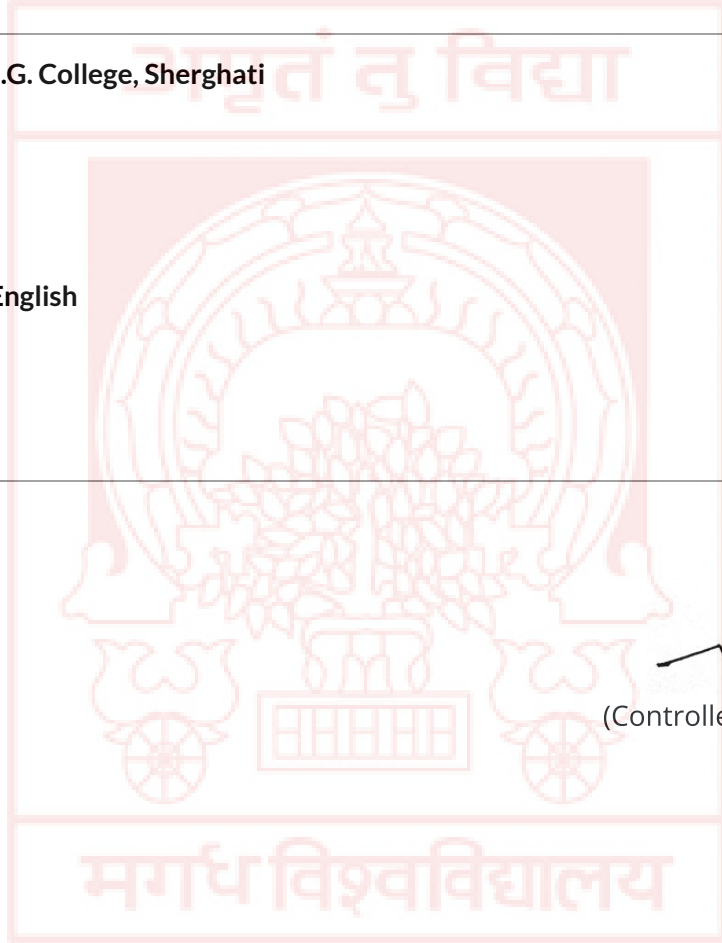 अमृतं तु विद्या
.G. College, Sherghati
English
(Controlle
मगध विश्वविद्यालय